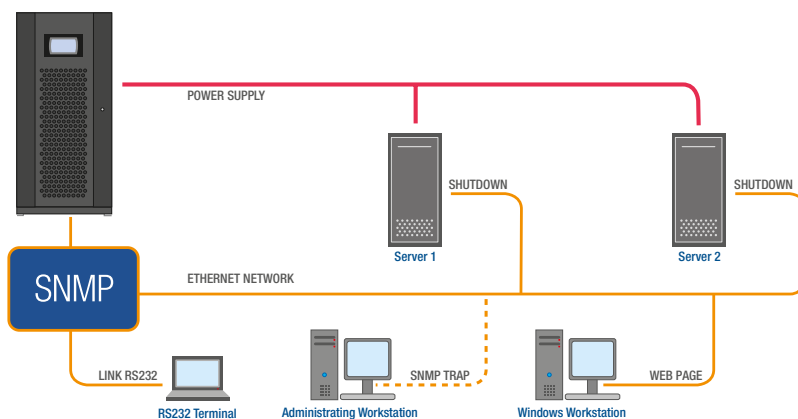 POWER SUPPLY
SHUTDOWN
SHUTDOWN
Server 1
Server 2
SNMP
ETHERNET NETWORK
LINK RS232
SNMP TRAP
WEB PAGE
RS232 Terminal
Administrating Workstation
Windows Workstation